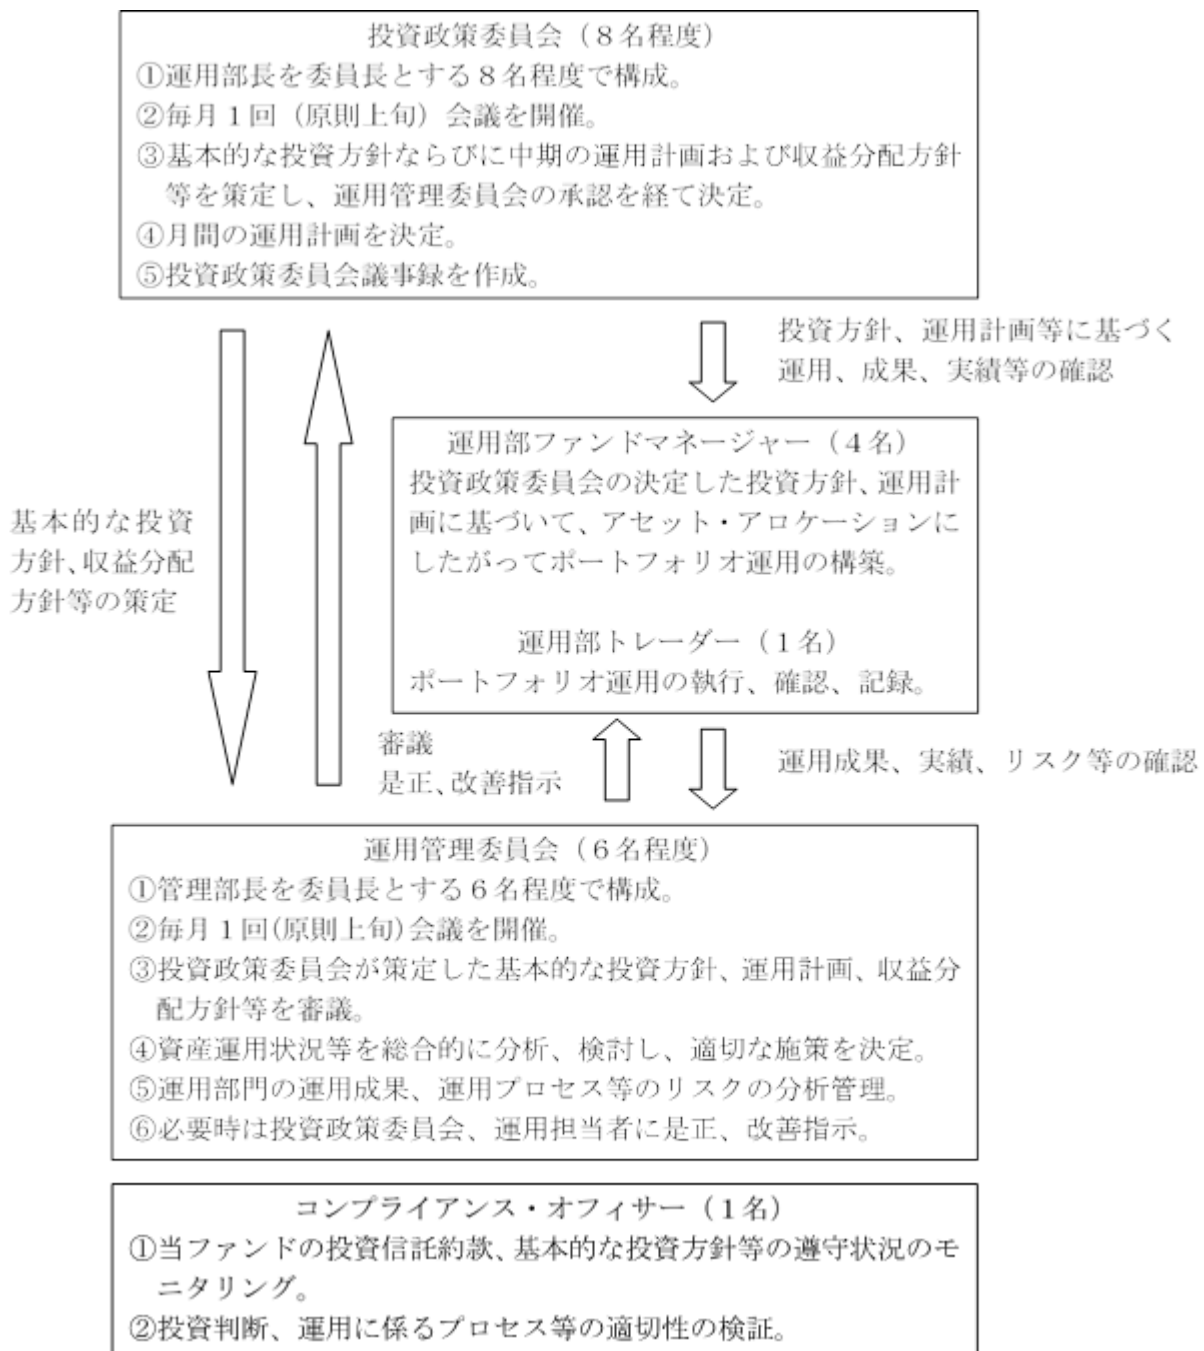 投資政策委員会（８名程度）
①運用部長を委員長とする８名程度で構成。
②毎月１回（原則上旬）会議を開催。
③基本的な投資方針ならびに中期の運用計画および収益分配方針
等を策定し、運用管理委員会の承認を経て決定。
④月間の運用計画を決定。
⑤投資政策委員会議事録を作成。
投資方針、運用計画等に基づく
運用、成果、実績等の確認
基本的な投資
方針、収益分配
方針等の策定
運用部ファンドマネージャー（４名）
投資政策委員会の決定した投資方針、運用計
画に基づいて、アセット・アロケーションに
したがってポートフォリオ運用の構築。
運用部トレーダー（１名）
ポートフォリオ運用の執行、確認、記録。
審議
是正、改善指示
運用成果、実績、リスク等の確認
運用管理委員会（６名程度）
①管理部長を委員長とする６名程度で構成。
②毎月１回(原則上旬)会議を開催。
③投資政策委員会が策定した基本的な投資方針、運用計画、収益分
配方針等を審議。
④資産運用状況等を総合的に分析、検討し、適切な施策を決定。
⑤運用部門の運用成果、運用プロセス等のリスクの分析管理。
⑥必要時は投資政策委員会、運用担当者に是正、改善指示。
コンプライアンス・オフィサー（１名）
①当ファンドの投資信託約款、基本的な投資方針等の遵守状況のモ
ニタリング。
②投資判断、運用に係るプロセス等の適切性の検証。